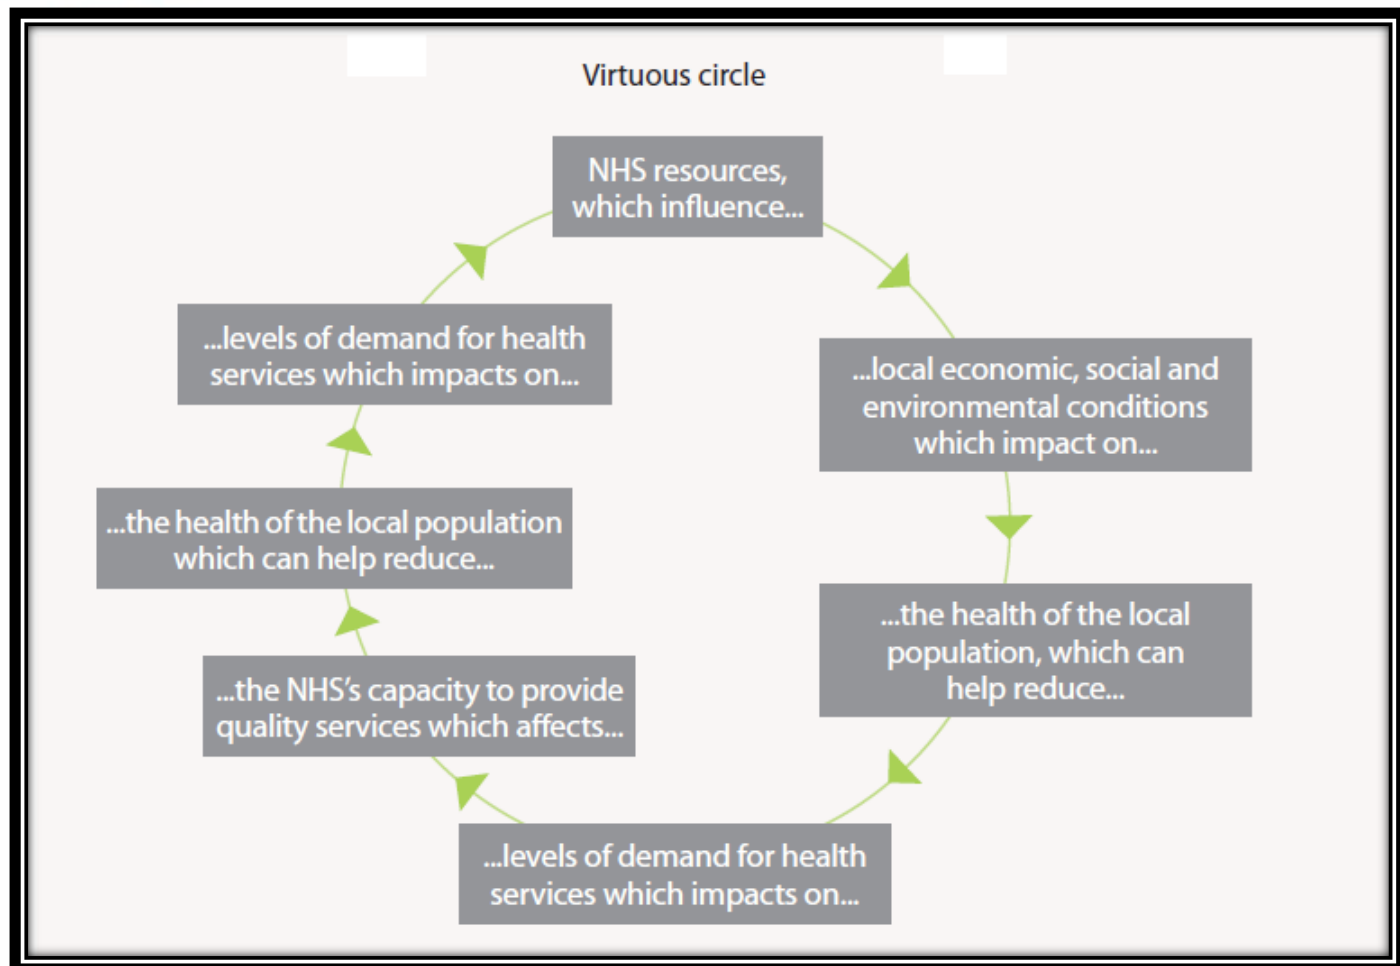 Virtuous circle
NHS resources,
which influence...
...local economic, social and
environmental conditions
which impact on...
...the health of the local
population, which can
help reduce...
...levels of demand for health
services which impacts on...
...the NHS’s capacity to provide
quality services which affects...
...the health of the local population
which can help reduce...
...levels of demand for health
services which impacts on...